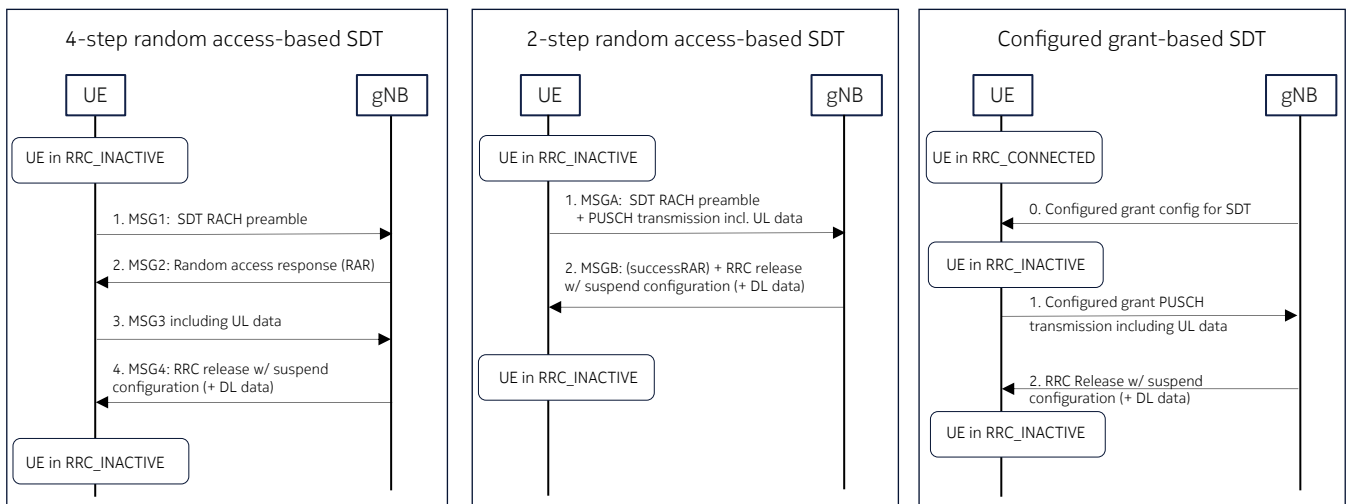 4-step random access-based SDT
UE
gNB
UE in RRC_INACTIVE
1. MSG1:  SDT RACH preamble
2. MSG2: Random access response (RAR)
3. MSG3 including UL data
4. MSG4: RRC release w/ suspend
configuration (+ DL data)
UE in RRC_INACTIVE
2-step random access-based SDT
UE
gNB
UE in RRC_INACTIVE
1. MSGA:  SDT RACH preamble
+ PUSCH transmission incl. UL data
2. MSGB: (successRAR) + RRC release
w/ suspend configuration (+ DL data)
UE in RRC_INACTIVE
Configured grant-based SDT
UE
gNB
UE in RRC_CONNECTED
0. Configured grant config for SDT
UE in RRC_INACTIVE
1. Configured grant PUSCH
transmission including UL data
2. RRC Release w/ suspend
configuration (+ DL data)
UE in RRC_INACTIVE